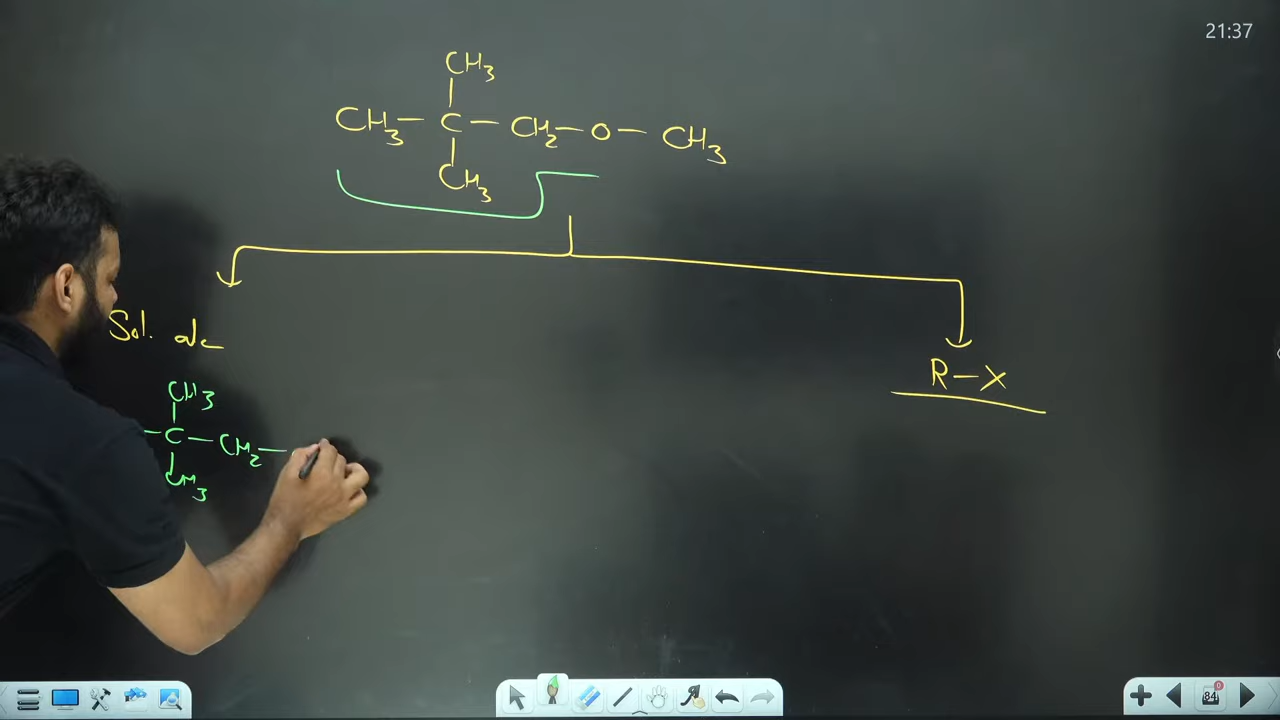 21:37
CH3
CH3 — C — CH2 — O — CH3
CH3
Sol. alc
R — X
CH3
— C — CH2 —
CH3
84